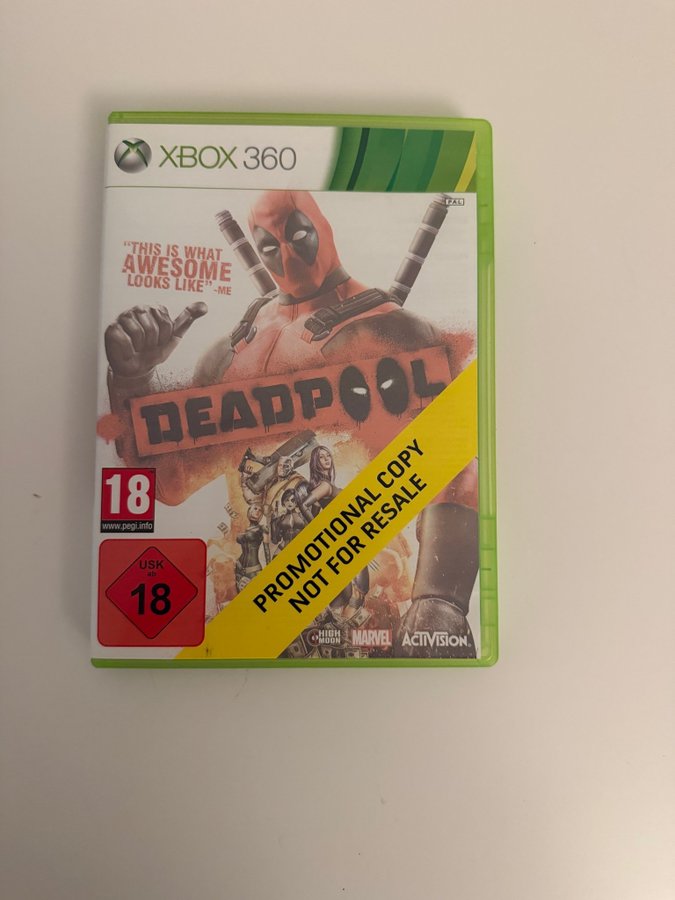 XBOX 360
PAL
"THIS IS WHAT
AWESOME
LOOKS LIKE" -ME
DEADPOOL
18
www.pegi.info
USK
ab
18
PROMOTIONAL COPY
NOT FOR RESALE
HIGH
MOON
MARVEL
ACTIVISION